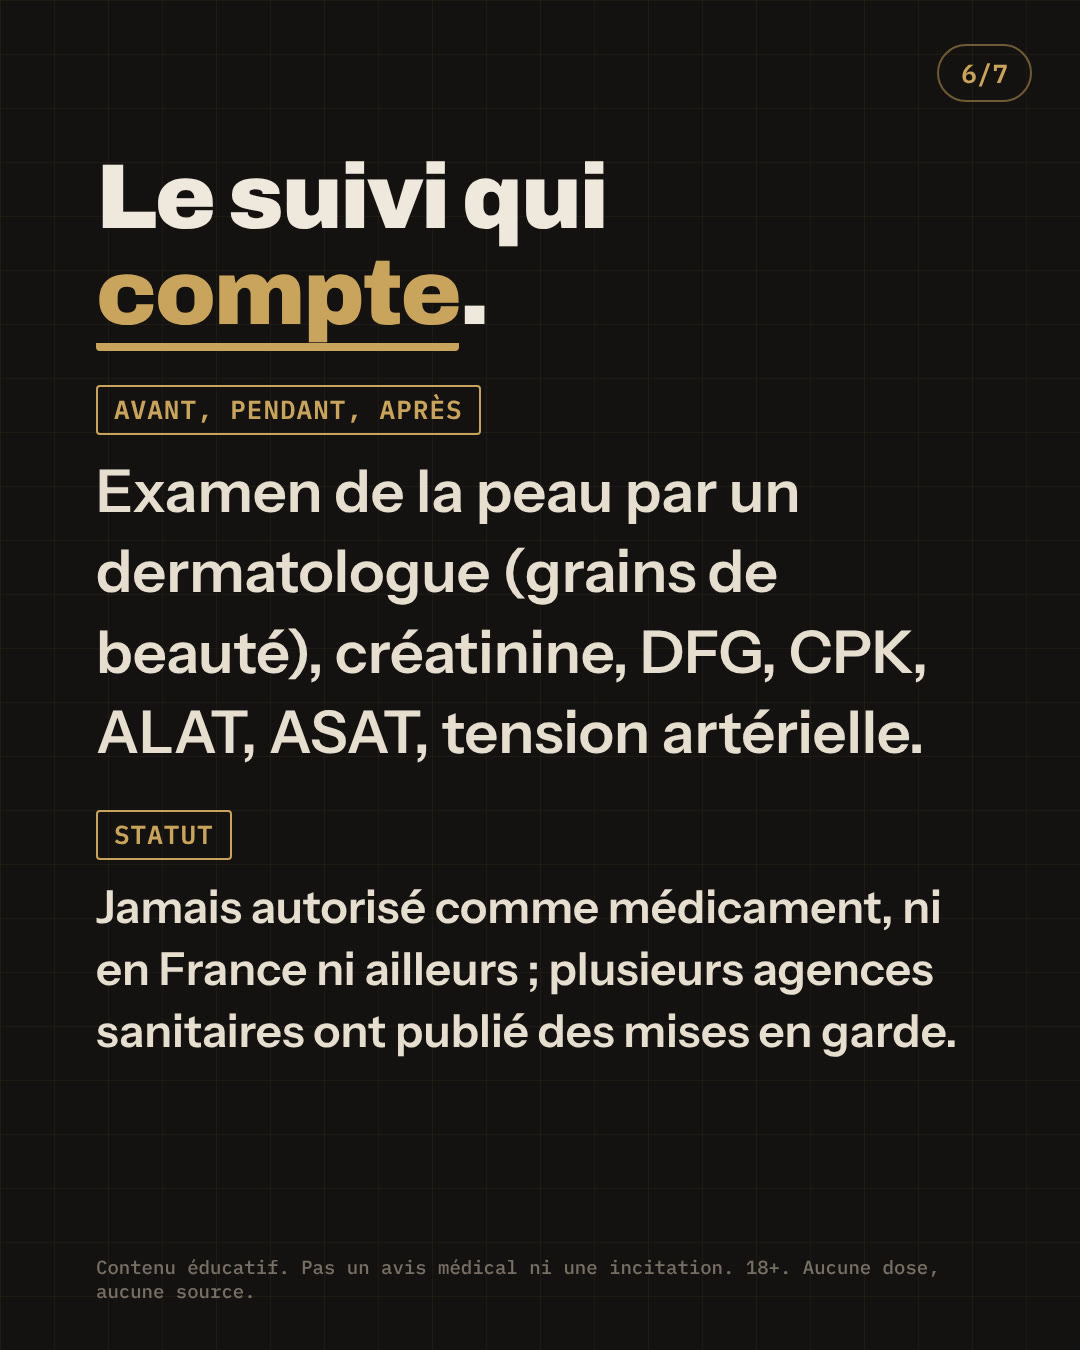 6/7
Le suivi qui
compte.
AVANT, PENDANT, APRÈS
Examen de la peau par un
dermatologue (grains de
beauté), créatinine, DFG, CPK,
ALAT, ASAT, tension artérielle.
STATUT
Jamais autorisé comme médicament, ni
en France ni ailleurs ; plusieurs agences
sanitaires ont publié des mises en garde.
Contenu éducatif. Pas un avis médical ni une incitation. 18+. Aucune dose,
aucune source.